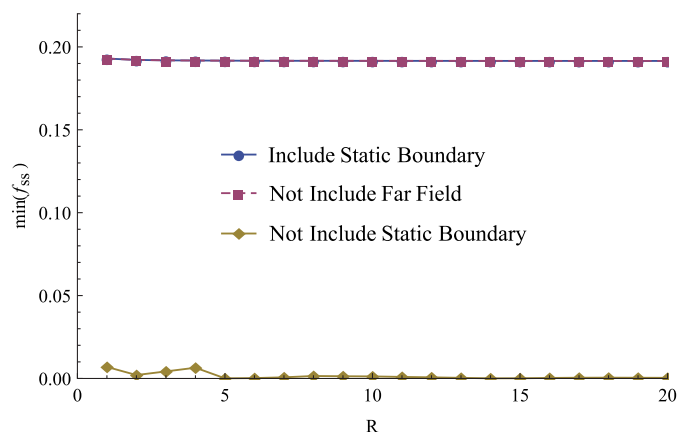 0.20
0.15
0.10
0.05
0.00
min(fss)
Include Static Boundary
Not Include Far Field
Not Include Static Boundary
0 5 10 15 20
R